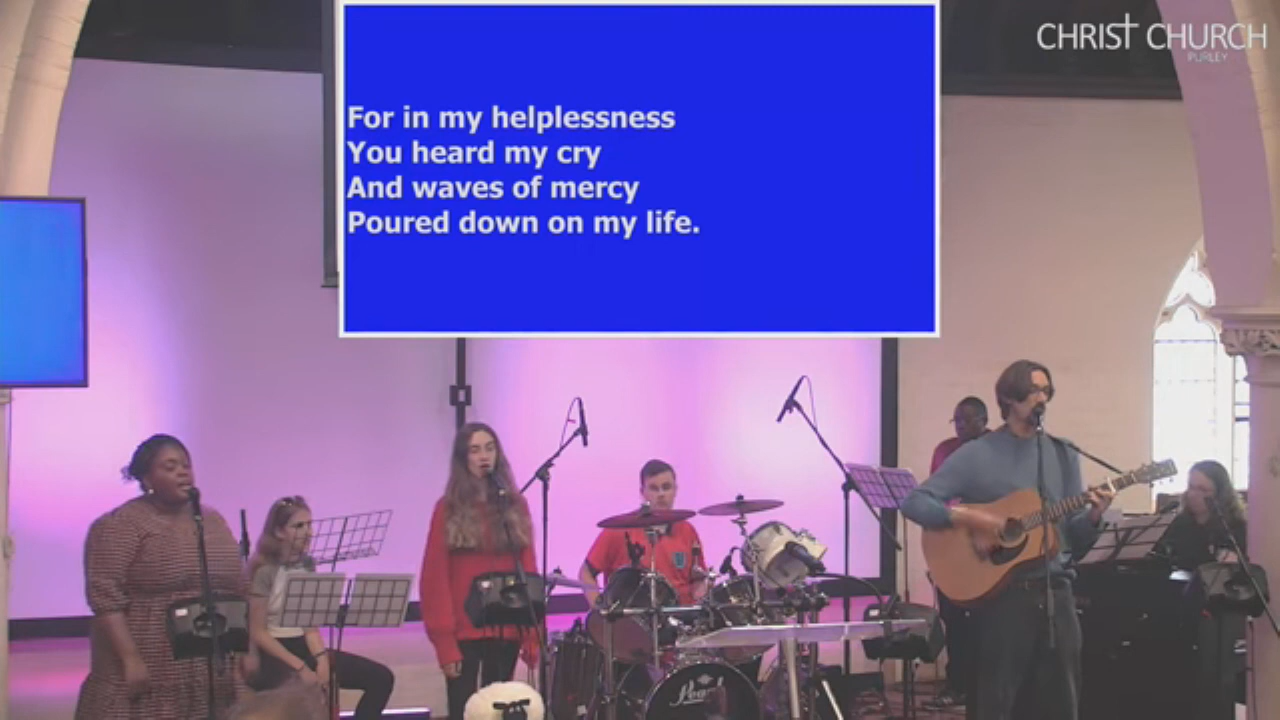 CHRIST CHURCH
PURLEY
For in my helplessness
You heard my cry
And waves of mercy
Poured down on my life.
Pearl